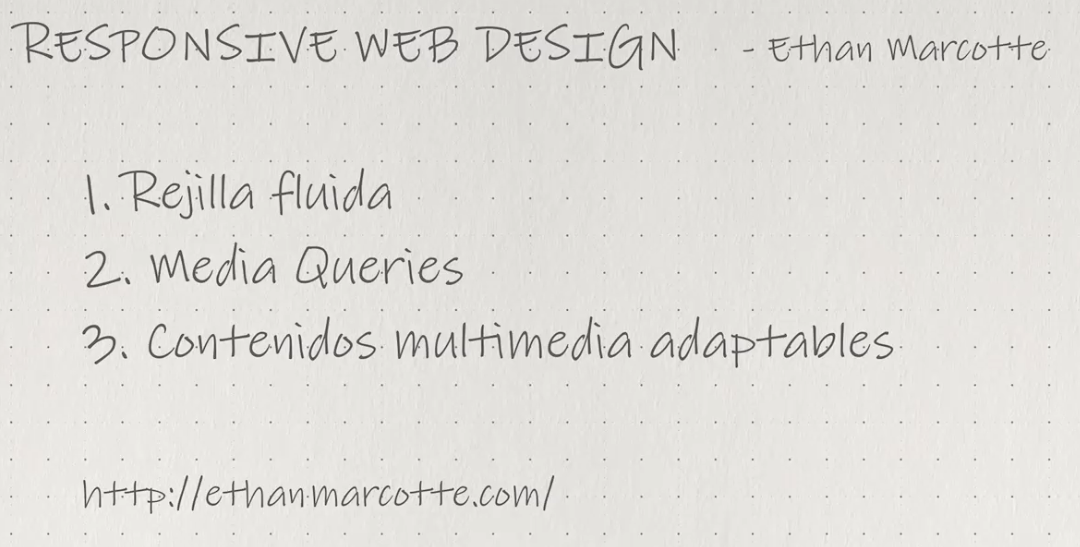 RESPONSIVE WEB DESIGN - Ethan Marcotte
1. Rejilla fluida
2. Media Queries
3. Contenidos multimedia adaptables
http://ethanmarcotte.com/